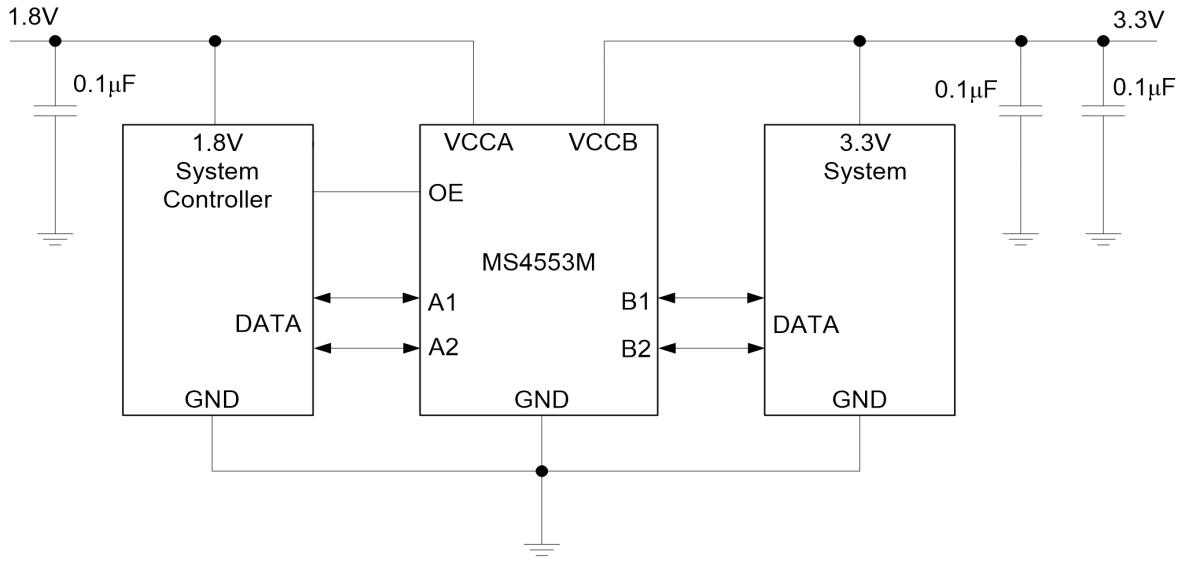 1.8V
3.3V
0.1μF
0.1μF
0.1μF
1.8V
System
Controller
VCCA
VCCB
3.3V
System
OE
MS4553M
A1
B1
DATA
DATA
A2
B2
GND
GND
GND